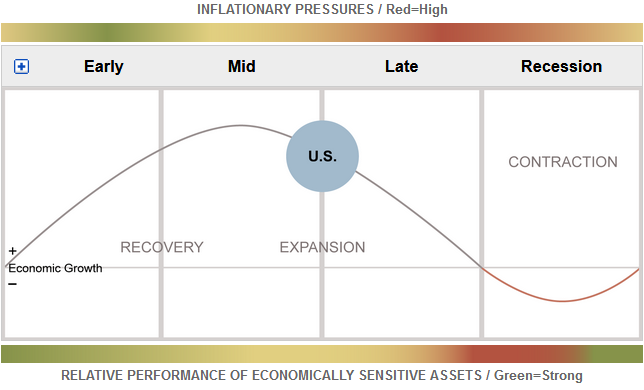 INFLATIONARY PRESSURES / Red=High
Early Mid Late Recession
U.S.
CONTRACTION
RECOVERY EXPANSION
+
Economic Growth
–
RELATIVE PERFORMANCE OF ECONOMICALLY SENSITIVE ASSETS / Green=Strong